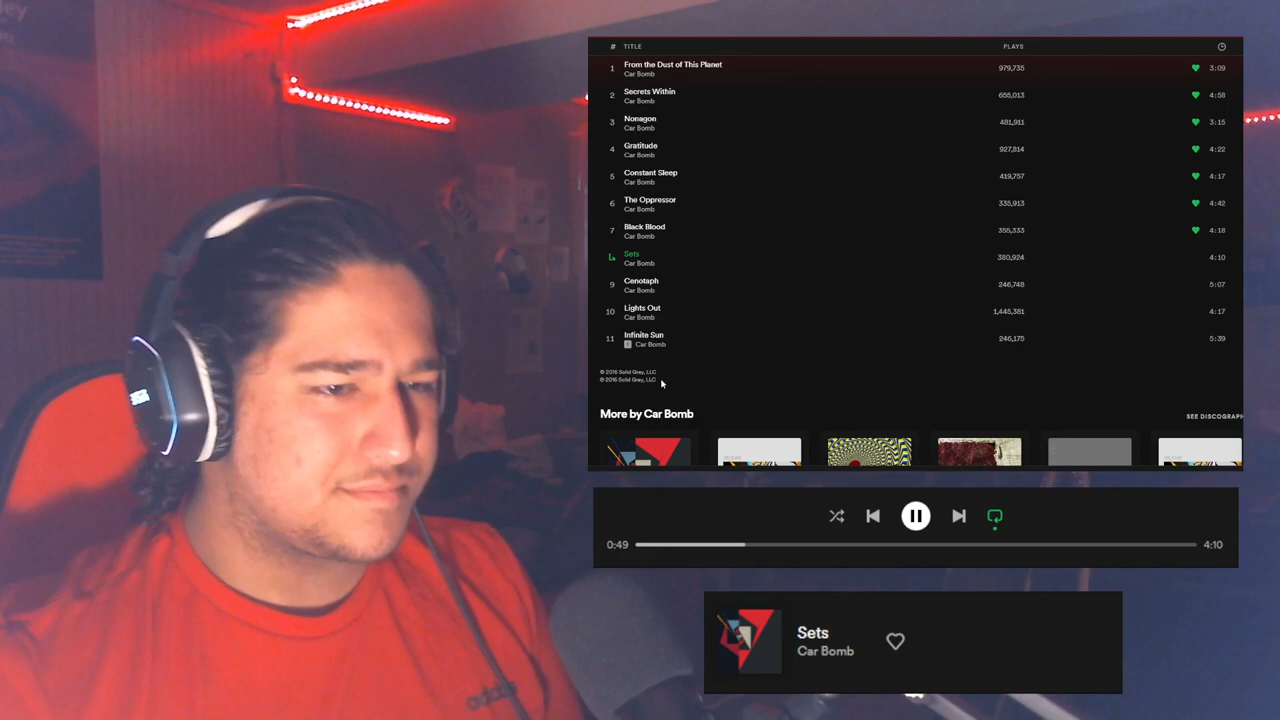 # TITLE PLAYS
1 From the Dust of This Planet 979,735 3:09
Car Bomb
2 Secrets Within 655,013 4:58
Car Bomb
3 Nonagon 481,911 3:15
Car Bomb
4 Gratitude 927,814 4:22
Car Bomb
5 Constant Sleep 419,757 4:17
Car Bomb
6 The Oppressor 335,913 4:42
Car Bomb
7 Black Blood 355,333 4:18
Car Bomb
Sets 380,924 4:10
Car Bomb
9 Cenotaph 246,748 5:07
Car Bomb
10 Lights Out 1,445,381 4:17
Car Bomb
11 Infinite Sun 246,175 5:39
E Car Bomb
© 2016 Solid Grey, LLC
℗ 2016 Solid Grey, LLC
More by Car Bomb SEE DISCOGRAPH
0:49 4:10
Sets
Car Bomb